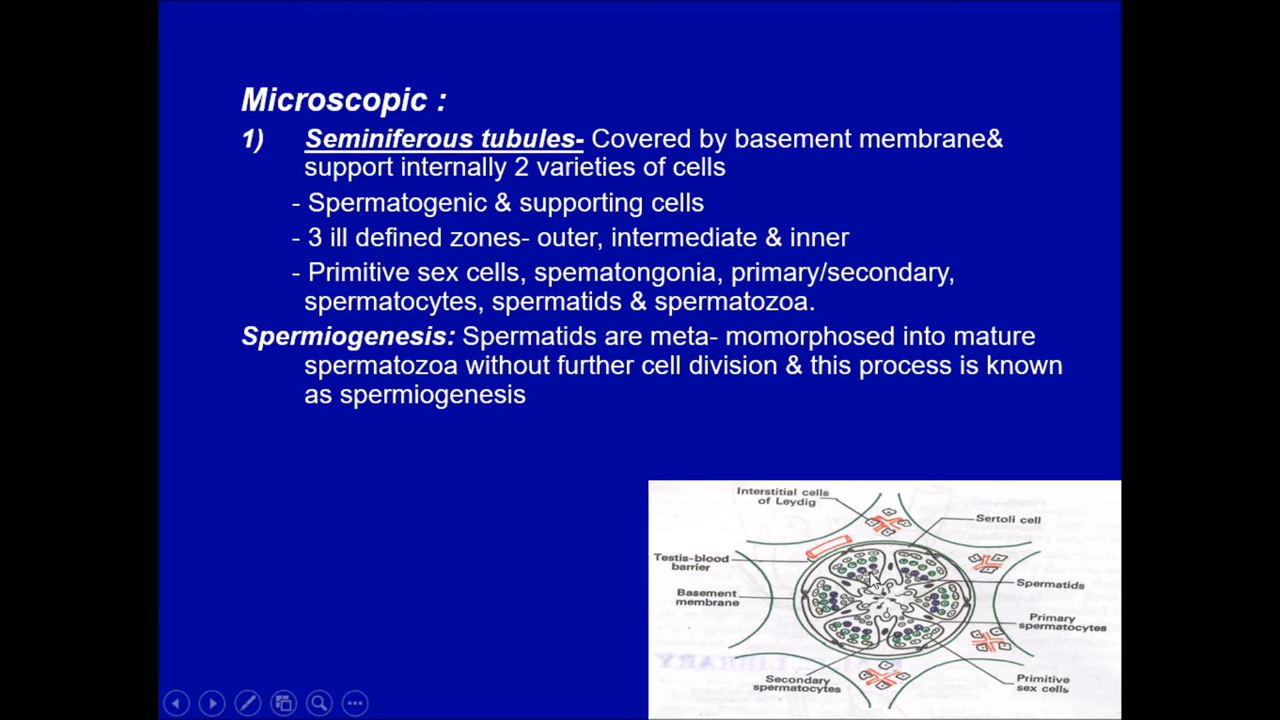 Microscopic :
1) Seminiferous tubules- Covered by basement membrane&
support internally 2 varieties of cells
- Spermatogenic & supporting cells
- 3 ill defined zones- outer, intermediate & inner
- Primitive sex cells, spematongonia, primary/secondary,
spermatocytes, spermatids & spermatozoa.
Spermiogenesis: Spermatids are meta- momorphosed into mature
spermatozoa without further cell division & this process is known
as spermiogenesis
Interstitial cells
of Leydig
Sertoli cell
Testis-blood
barrier
Spermatids
Basement
membrane
Primary
spermatocytes
Secondary
spermatocytes
Primitive
sex cells